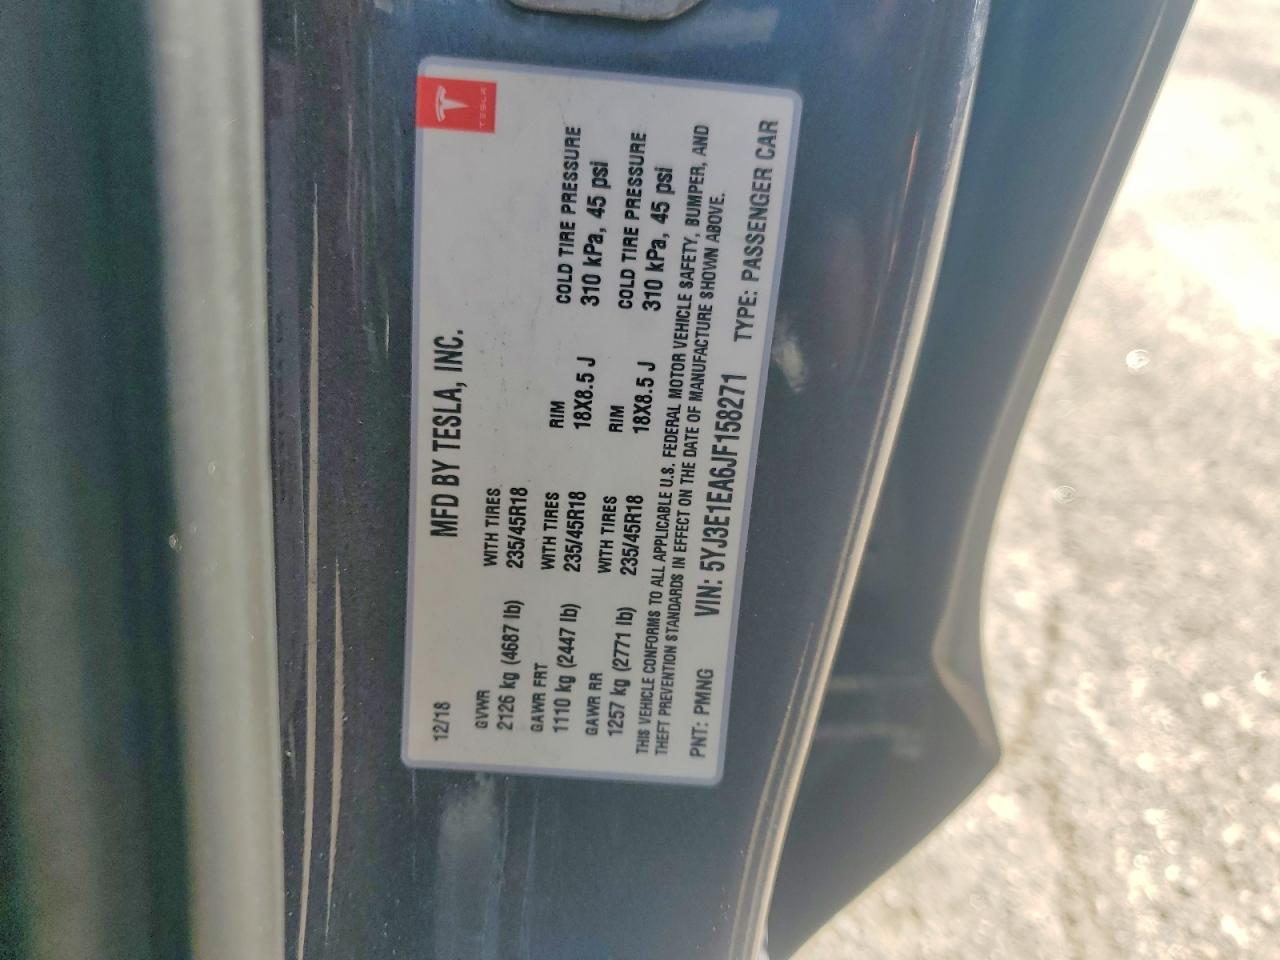 TESLA
MFD BY TESLA, INC.
12/18
GVWR
2126 kg (4687 lb)
WITH TIRES
235/45R18
GAWR FRT
1110 kg (2447 lb)
WITH TIRES
235/45R18
RIM
18X8.5 J
COLD TIRE PRESSURE
310 kPa, 45 psi
GAWR RR
1257 kg (2771 lb)
WITH TIRES
235/45R18
RIM
18X8.5 J
COLD TIRE PRESSURE
310 kPa, 45 psi
THIS VEHICLE CONFORMS TO ALL APPLICABLE U.S. FEDERAL MOTOR VEHICLE SAFETY, BUMPER, AND
THEFT PREVENTION STANDARDS IN EFFECT ON THE DATE OF MANUFACTURE SHOWN ABOVE.
PNT: PMNG VIN: 5YJ3E1EA6JF158271 TYPE: PASSENGER CAR